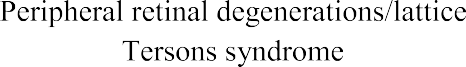 Peripheral retinal degenerations/lattice
Tersons syndrome